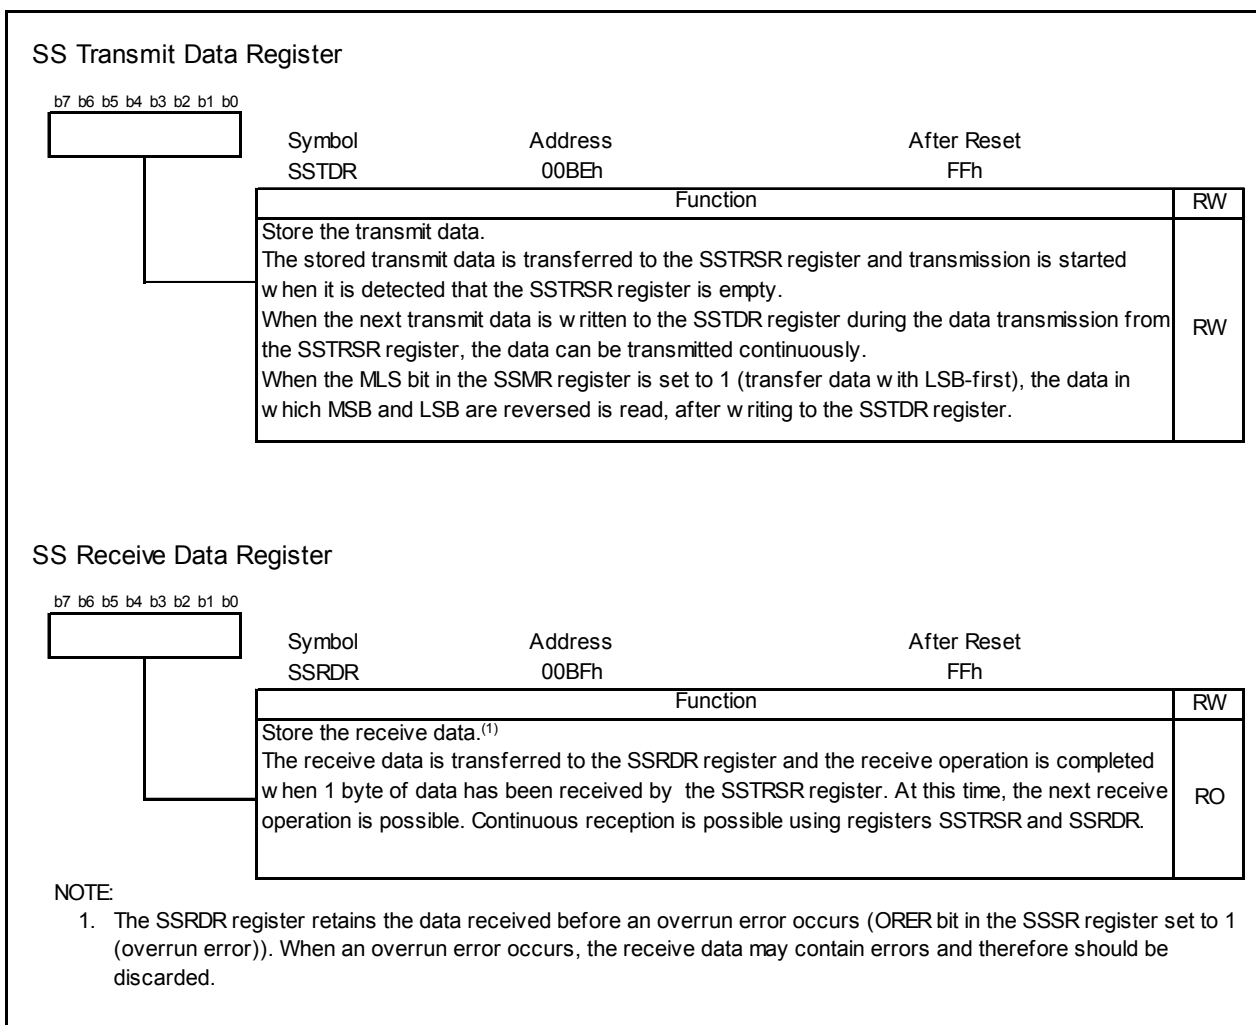 SS Transmit Data Register
b7 b6 b5 b4 b3 b2 b1 b0
Symbol Address After Reset
SSTDR 00BEh FFh
Function RW
Store the transmit data.
The stored transmit data is transferred to the SSTRSR register and transmission is started
when it is detected that the SSTRSR register is empty.
When the next transmit data is written to the SSTDR register during the data transmission from
the SSTRSR register, the data can be transmitted continuously.
When the MLS bit in the SSMR register is set to 1 (transfer data with LSB-first), the data in
which MSB and LSB are reversed is read, after writing to the SSTDR register.
RW
SS Receive Data Register
b7 b6 b5 b4 b3 b2 b1 b0
Symbol Address After Reset
SSRDR 00BFh FFh
Function RW
Store the receive data.(1)
The receive data is transferred to the SSRDR register and the receive operation is completed
when 1 byte of data has been received by the SSTRSR register. At this time, the next receive
operation is possible. Continuous reception is possible using registers SSTRSR and SSRDR.
RO
NOTE:
1. The SSRDR register retains the data received before an overrun error occurs (ORER bit in the SSSR register set to 1
(overrun error)). When an overrun error occurs, the receive data may contain errors and therefore should be
discarded.